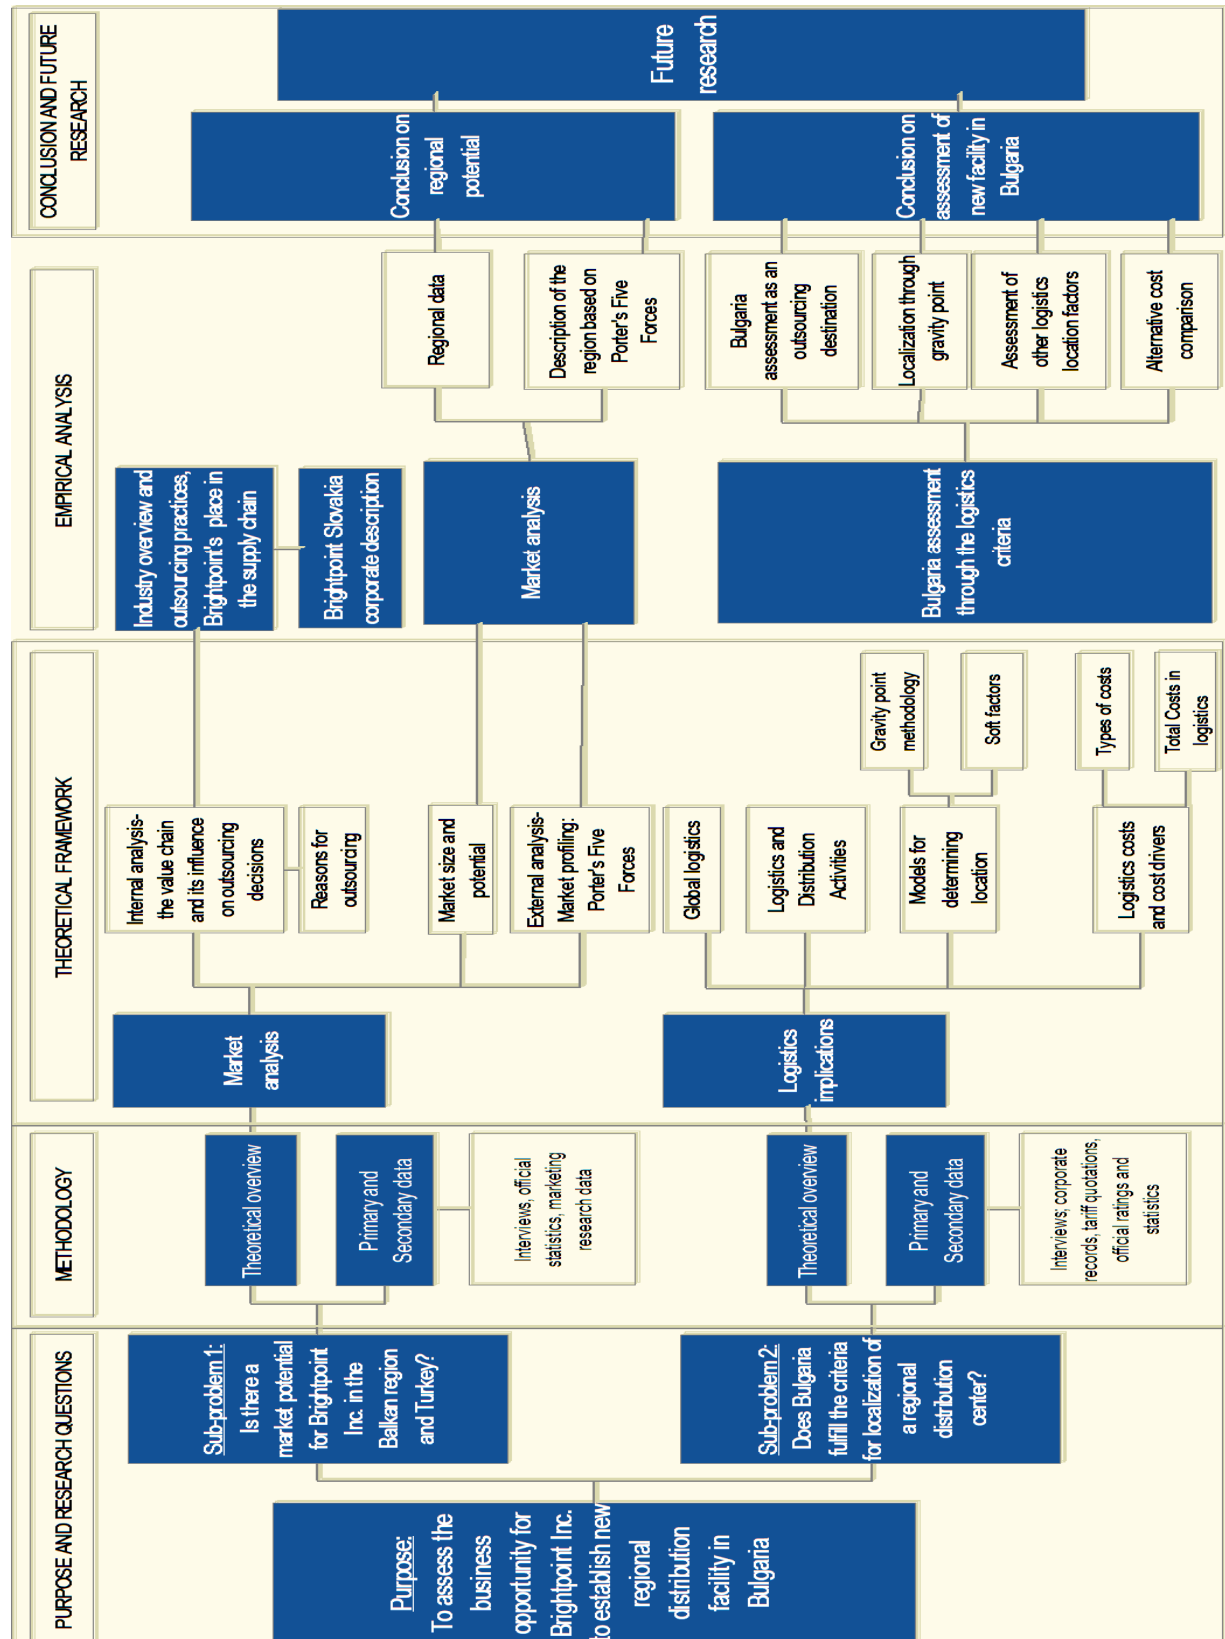 PURPOSE AND RESEARCH QUESTIONS
Purpose:
To assess the
business
opportunity for
Brightpoint Inc.
to establish new
regional
distribution
facility in
Bulgaria
Sub-problem 1:
Is there a
market potential
for Brightpoint
Inc. in the
Balkan region
and Turkey?
Sub-problem 2:
Does Bulgaria
fulfill the criteria
for localization of
a regional
distribution
center?
METHODOLOGY
Theoretical overview
Primary and
Secondary data
Interviews, official
statistics, marketing
research data
Theoretical overview
Primary and
Secondary data
Interviews; corporate
records, tariff quotations,
official ratings and
statistics
THEORETICAL FRAMEWORK
Market
analysis
Internal analysis-
the value chain
and its influence
on outsourcing
decisions
Reasons for
outsourcing
Market size and
potential
External analysis-
Market profiling:
Porter's Five
Forces
Logistics
implications
Global logistics
Logistics and
Distribution
Activities
Models for
determining
location
Gravity point
methodology
Soft factors
Logistics costs
and cost drivers
Types of costs
Total Costs in
logistics
EMPIRICAL ANALYSIS
Industry overview and
outsourcing practices,
Brightpoint's place in
the supply chain
Brightpoint Slovakia
corporate description
Market analysis
Regional data
Description of the
region based on
Porter's Five
Forces
Bulgaria assessment
through the logistics
criteria
Bulgaria
assessment as an
outsourcing
destination
Localization through
gravity point
Assessment of
other logistics
location factors
Alternative cost
comparison
CONCLUSION AND FUTURE
RESEARCH
Conclusion on
regional
potential
Conclusion on
assessment of
new facility in
Bulgaria
Future
research